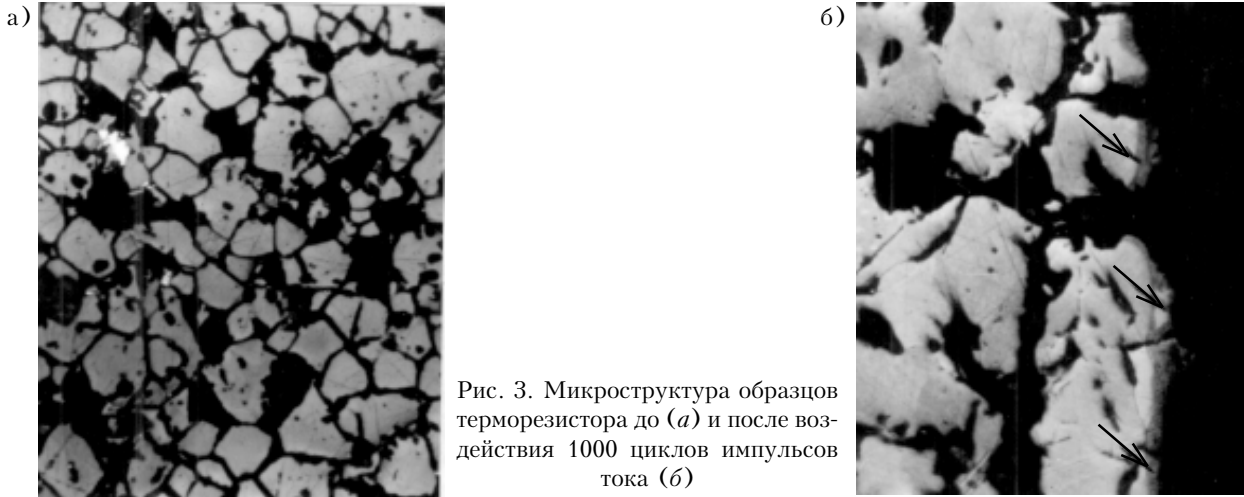 а)
б)
Рис. 3. Микроструктура образцов
терморезистора до (а) и после воз-
действия 1000 циклов импульсов
тока (б)